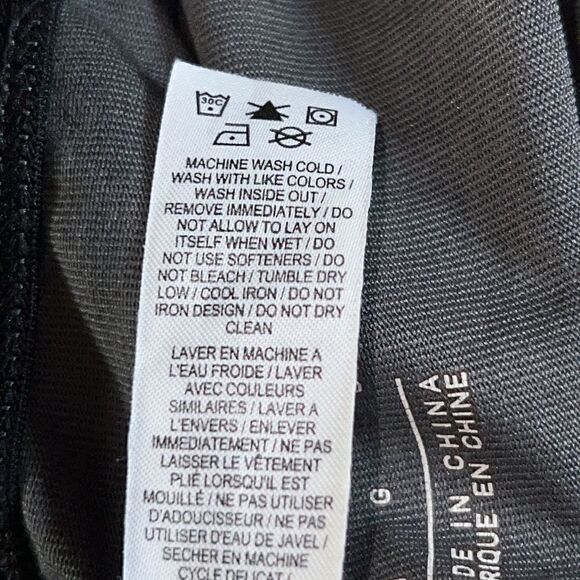 30C
MACHINE WASH COLD /
WASH WITH LIKE COLORS /
WASH INSIDE OUT /
REMOVE IMMEDIATELY / DO
NOT ALLOW TO LAY ON
ITSELF WHEN WET / DO
NOT USE SOFTENERS / DO
NOT BLEACH / TUMBLE DRY
LOW / COOL IRON / DO NOT
IRON DESIGN / DO NOT DRY
CLEAN
LAVER EN MACHINE A
L'EAU FROIDE / LAVER
AVEC COULEURS
SIMILAIRES / LAVER A
L'ENVERS / ENLEVER
IMMEDIATEMENT / NE PAS
LAISSER LE VÊTEMENT
PLIÉ LORSQU'IL EST
MOUILLÉ / NE PAS UTILISER
D'ADOUCISSEUR / NE PAS
UTILISER D'EAU DE JAVEL /
SECHER EN MACHINE
CYCLE DELICAT /
G
DE IN CHINA
RIQUE EN CHINE